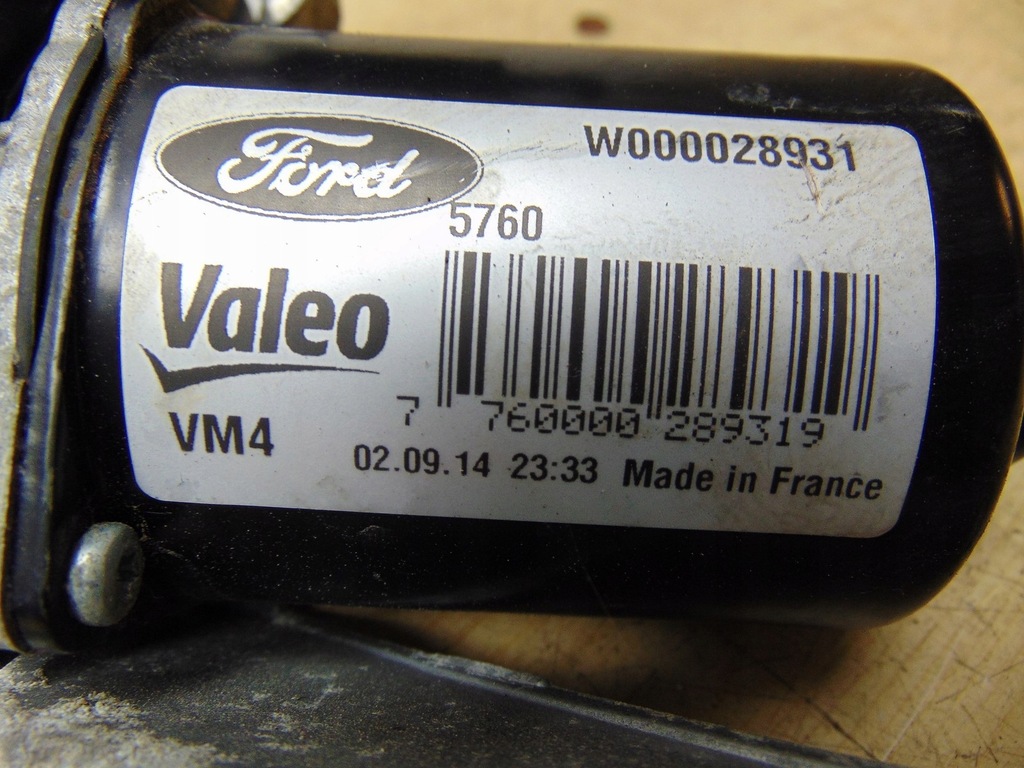 Ford
W000028931
5760
Valeo
7 760000 289319
VM4
02.09.14 23:33 Made in France